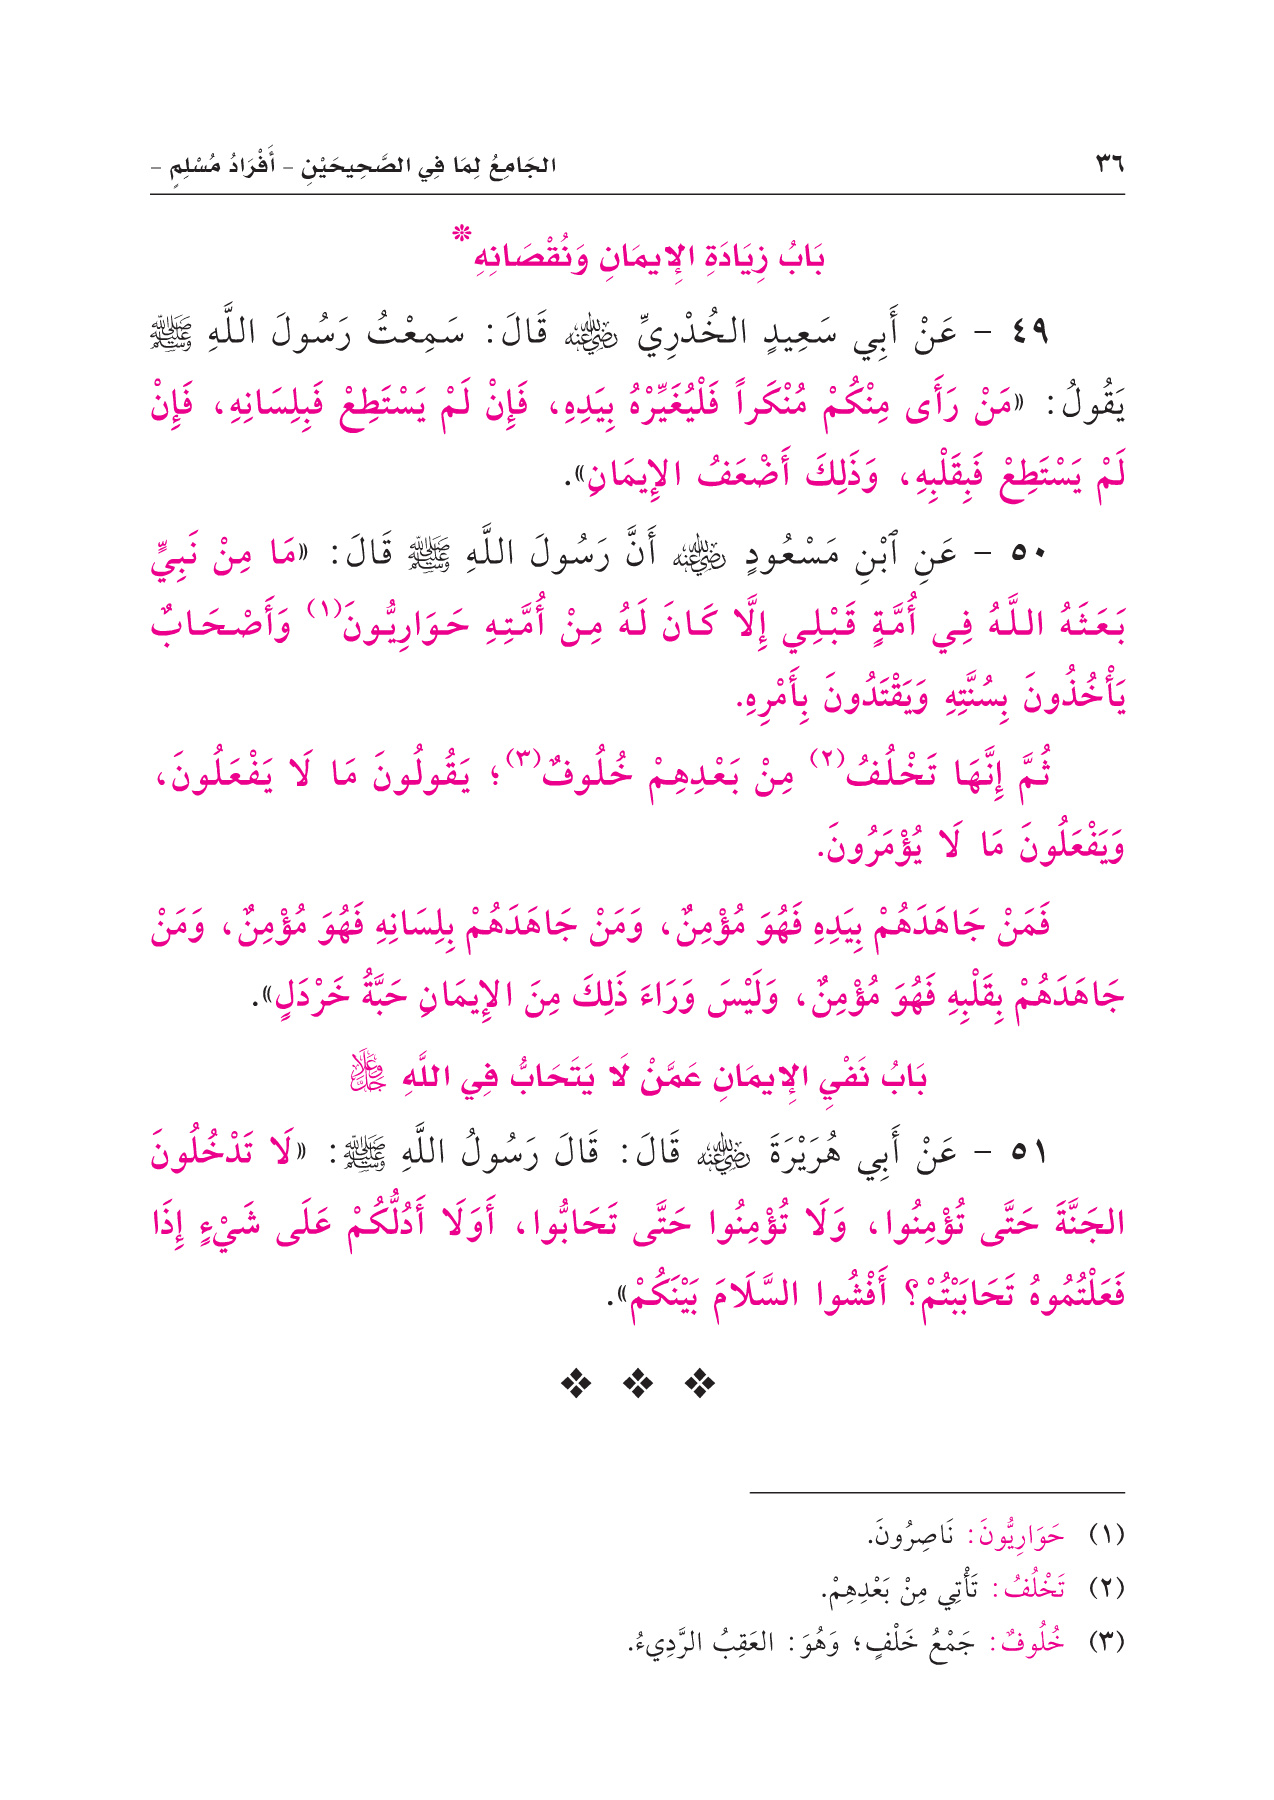 ٣٦
الجَامِعُ لِمَا فِي الصَّحِيحَيْنِ - أَفْرَادُ مُسْلِمٍ -
بَابُ زِيَادَةِ الإِيمَانِ وَنُقْصَانِهِ*
٤٩ - عَنْ أَبِي سَعِيدٍ الخُدْرِيِّ رضي الله عنه قَالَ: سَمِعْتُ رَسُولَ اللَّهِ ﷺ
يَقُولُ: «مَنْ رَأَى مِنْكُمْ مُنْكَراً فَلْيُغَيِّرْهُ بِيَدِهِ، فَإِنْ لَمْ يَسْتَطِعْ فَبِلِسَانِهِ، فَإِنْ
لَمْ يَسْتَطِعْ فَبِقَلْبِهِ، وَذَلِكَ أَضْعَفُ الإِيمَانِ».
٥٠ - عَنِ ٱبْنِ مَسْعُودٍ رضي الله عنه أَنَّ رَسُولَ اللَّهِ ﷺ قَالَ: «مَا مِنْ نَبِيٍّ
بَعَثَهُ اللَّهُ فِي أُمَّةٍ قَبْلِي إِلَّا كَانَ لَهُ مِنْ أُمَّتِهِ حَوَارِيُّونَ(١) وَأَصْحَابٌ
يَأْخُذُونَ بِسُنَّتِهِ وَيَقْتَدُونَ بِأَمْرِهِ.
ثُمَّ إِنَّهَا تَخْلُفُ(٢) مِنْ بَعْدِهِمْ خُلُوفٌ(٣)؛ يَقُولُونَ مَا لَا يَفْعَلُونَ،
وَيَفْعَلُونَ مَا لَا يُؤْمَرُونَ.
فَمَنْ جَاهَدَهُمْ بِيَدِهِ فَهُوَ مُؤْمِنٌ، وَمَنْ جَاهَدَهُمْ بِلِسَانِهِ فَهُوَ مُؤْمِنٌ، وَمَنْ
جَاهَدَهُمْ بِقَلْبِهِ فَهُوَ مُؤْمِنٌ، وَلَيْسَ وَرَاءَ ذَلِكَ مِنَ الإِيمَانِ حَبَّةُ خَرْدَلٍ».
بَابُ نَفْيِ الإِيمَانِ عَمَّنْ لَا يَتَحَابُّ فِي اللَّهِ جل وعلا
٥١ - عَنْ أَبِي هُرَيْرَةَ رضي الله عنه قَالَ: قَالَ رَسُولُ اللَّهِ ﷺ: «لَا تَدْخُلُونَ
الجَنَّةَ حَتَّى تُؤْمِنُوا، وَلَا تُؤْمِنُوا حَتَّى تَحَابُّوا، أَوَلَا أَدُلُّكُمْ عَلَى شَيْءٍ إِذَا
فَعَلْتُمُوهُ تَحَابَبْتُمْ؟ أَفْشُوا السَّلَامَ بَيْنَكُمْ».
(١) حَوَارِيُّونَ: نَاصِرُونَ.
(٢) تَخْلُفُ: تَأْتِي مِنْ بَعْدِهِمْ.
(٣) خُلُوفٌ: جَمْعُ خَلْفٍ؛ وَهُوَ: العَقِبُ الرَّدِيءُ.